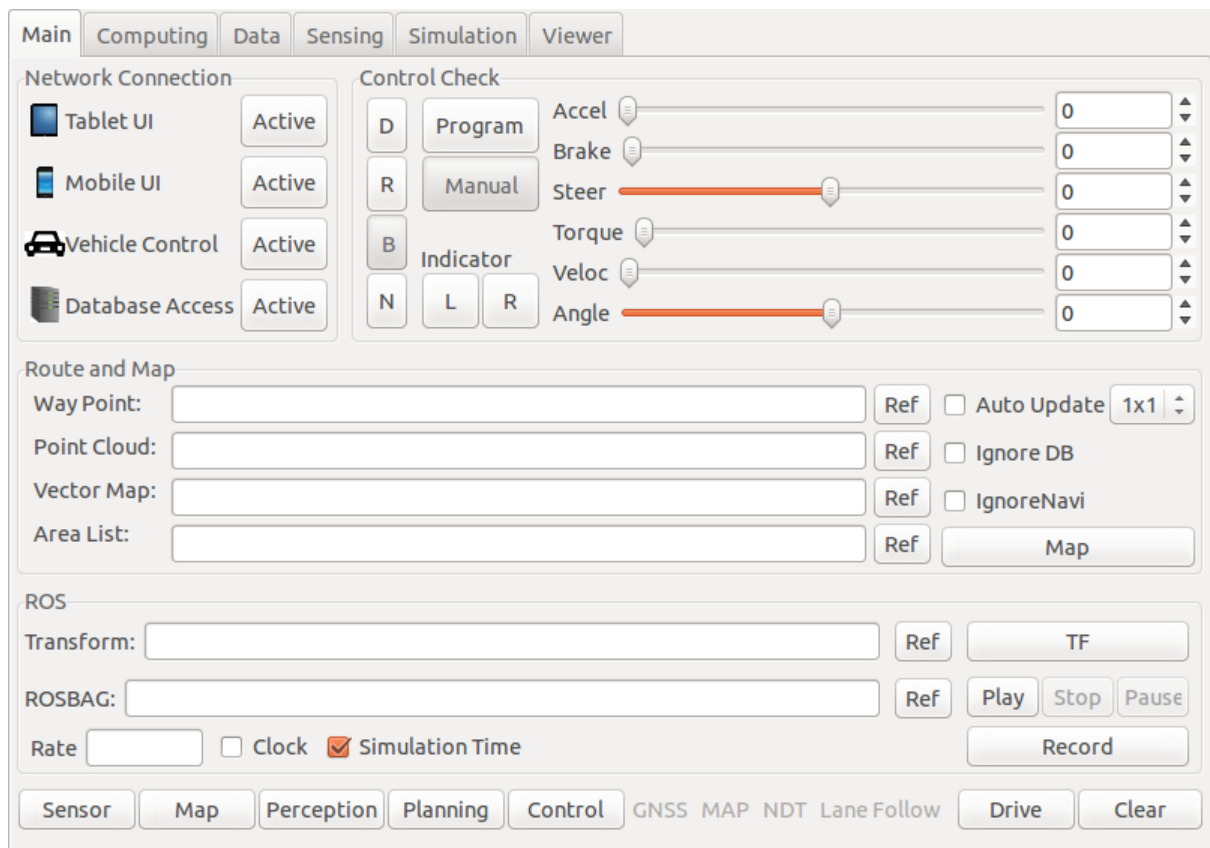 Main Computing Data Sensing Simulation Viewer
Network Connection
Tablet UI Active
Mobile UI Active
Vehicle Control Active
Database Access Active
Control Check
D Program
R Manual
B
Indicator
N L R
Accel 0
Brake 0
Steer 0
Torque 0
Veloc 0
Angle 0
Route and Map
Way Point: Ref Auto Update 1x1
Point Cloud: Ref Ignore DB
Vector Map: Ref IgnoreNavi
Area List: Ref Map
ROS
Transform: Ref TF
ROSBAG: Ref Play Stop Pause
Rate Clock Simulation Time Record
Sensor Map Perception Planning Control GNSS MAP NDT Lane Follow Drive Clear